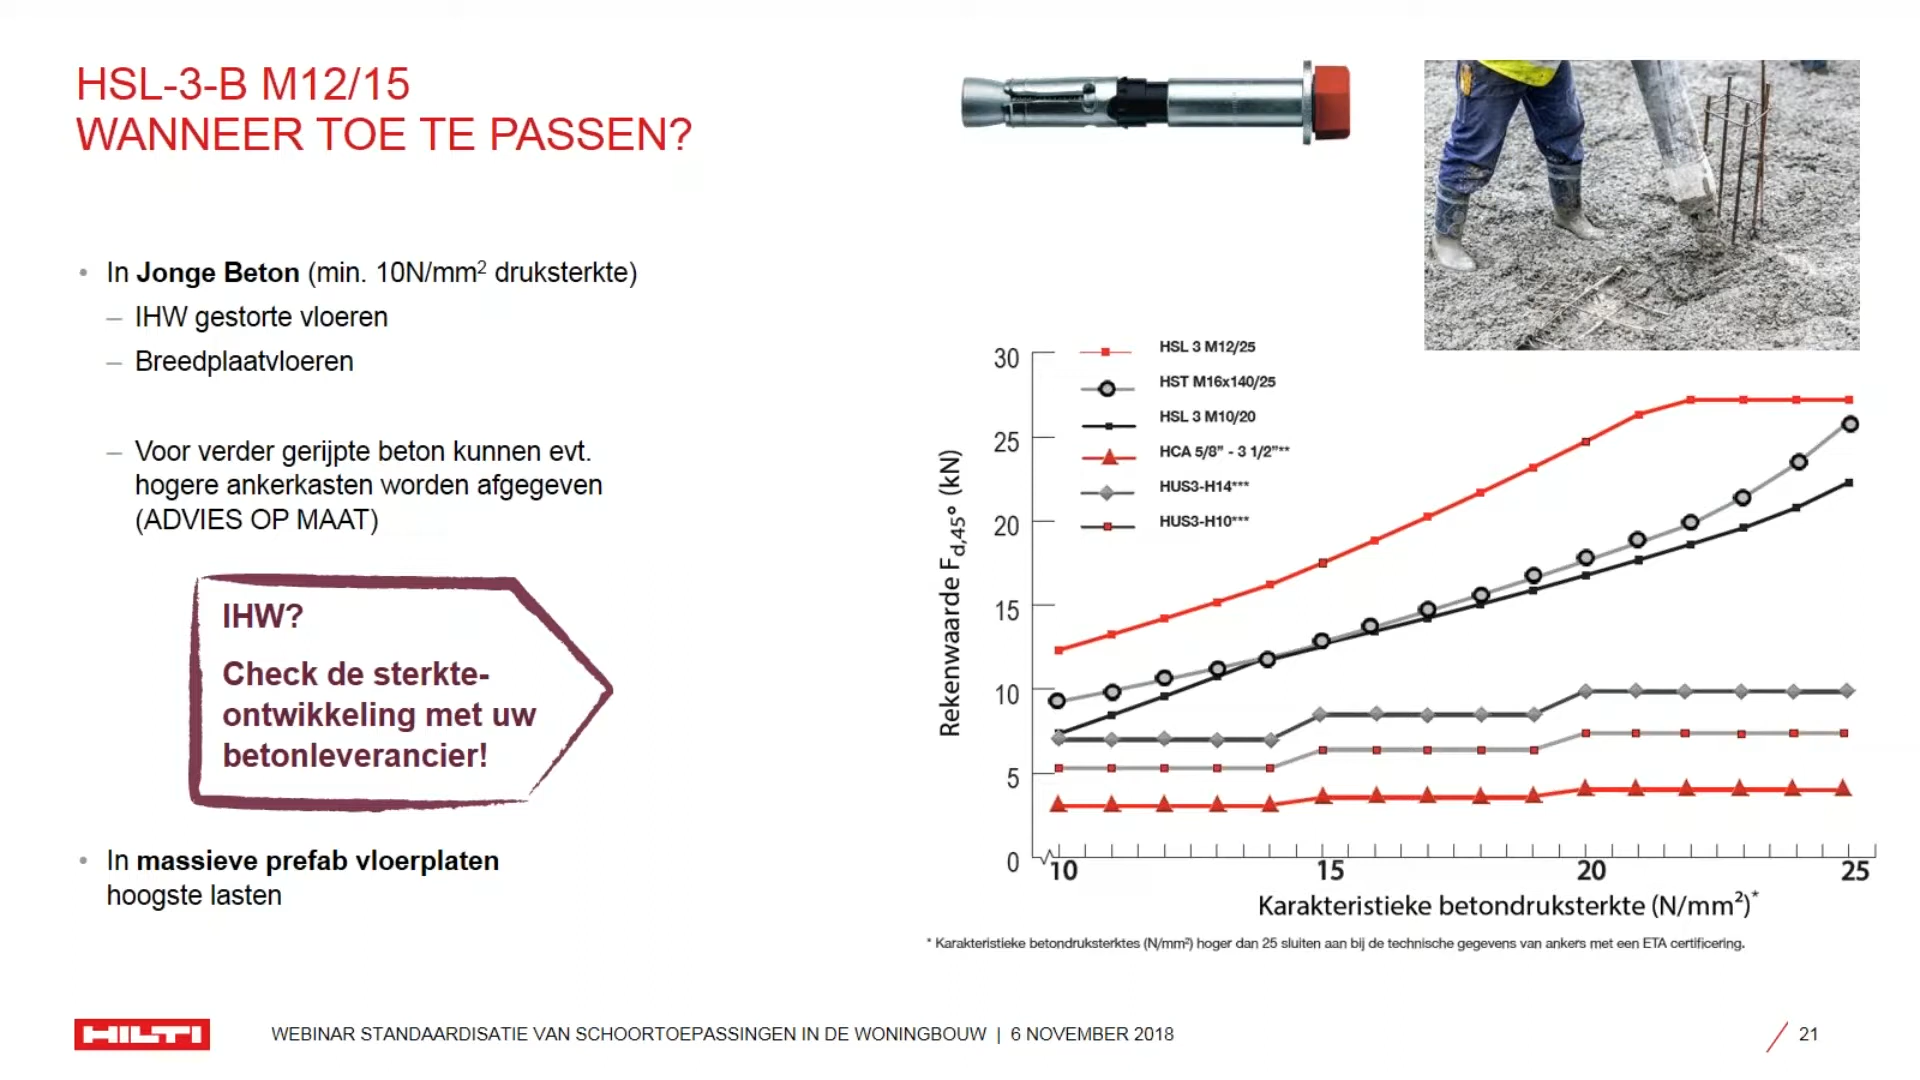 HSL-3-B M12/15
WANNEER TOE TE PASSEN?
• In Jonge Beton (min. 10N/mm² druksterkte)
– IHW gestorte vloeren
– Breedplaatvloeren
– Voor verder gerijpte beton kunnen evt.
hogere ankerkasten worden afgegeven
(ADVIES OP MAAT)
IHW?
Check de sterkte-
ontwikkeling met uw
betonleverancier!
• In massieve prefab vloerplaten
hoogste lasten
HSL 3 M12/25
HST M16x140/25
HSL 3 M10/20
HCA 5/8” - 3 1/2”**
HUS3-H14***
HUS3-H10***
Rekenwaarde Fd,45° (kN)
30
25
20
15
10
5
0
10 15 20 25
Karakteristieke betondruksterkte (N/mm²)*
* Karakteristieke betondruksterktes (N/mm²) hoger dan 25 sluiten aan bij de technische gegevens van ankers met een ETA certificering.
HILTI
WEBINAR STANDAARDISATIE VAN SCHOORTOEPASSINGEN IN DE WONINGBOUW | 6 NOVEMBER 2018
21